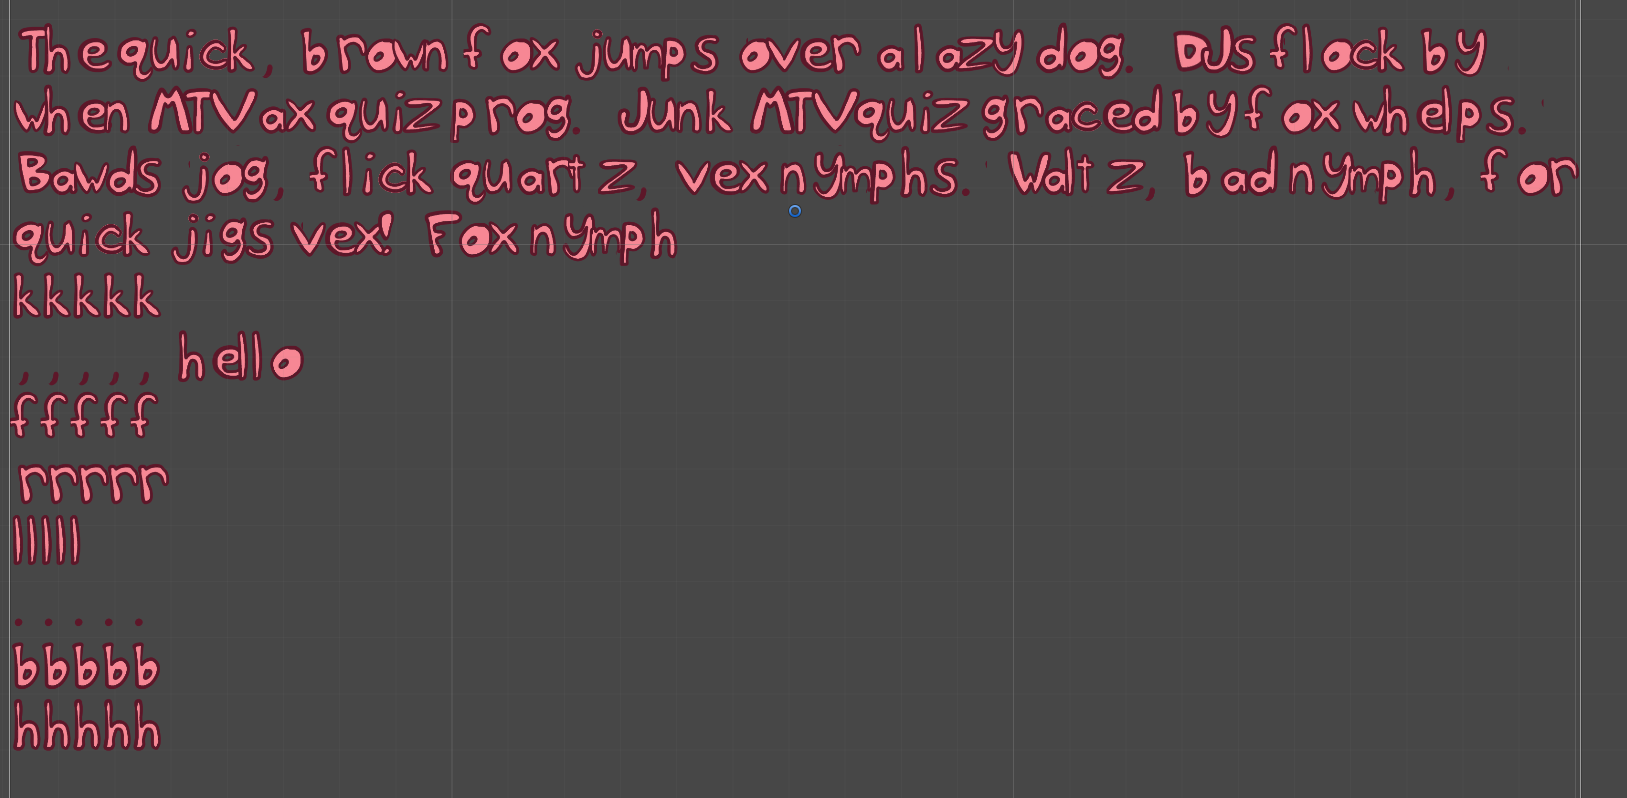 The quick, brown fox jumps over a lazy dog. DJs flock by
when MTV ax quiz prog. Junk MTV quiz graced by fox whelps.
Bawds jog, flick quartz, vex nymphs. Waltz, bad nymph, for
quick jigs vex! Fox nymph
kkkkk
, , , , , hello
fffff
rrrrr
lllll
. . . . .
bbbbb
hhhhh